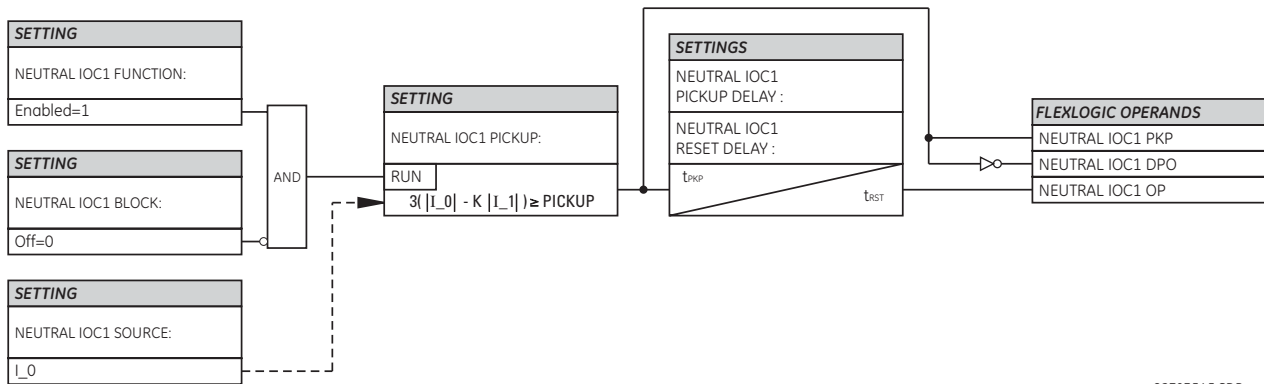 SETTING
NEUTRAL IOC1 FUNCTION:
Enabled=1
SETTING
NEUTRAL IOC1 BLOCK:
Off=0
SETTING
NEUTRAL IOC1 SOURCE:
I_0
AND
SETTING
NEUTRAL IOC1 PICKUP:
RUN
3( |I_0| - K |I_1| ) ≥ PICKUP
SETTINGS
NEUTRAL IOC1
PICKUP DELAY :
NEUTRAL IOC1
RESET DELAY :
tPKP
tRST
FLEXLOGIC OPERANDS
NEUTRAL IOC1 PKP
NEUTRAL IOC1 DPO
NEUTRAL IOC1 OP